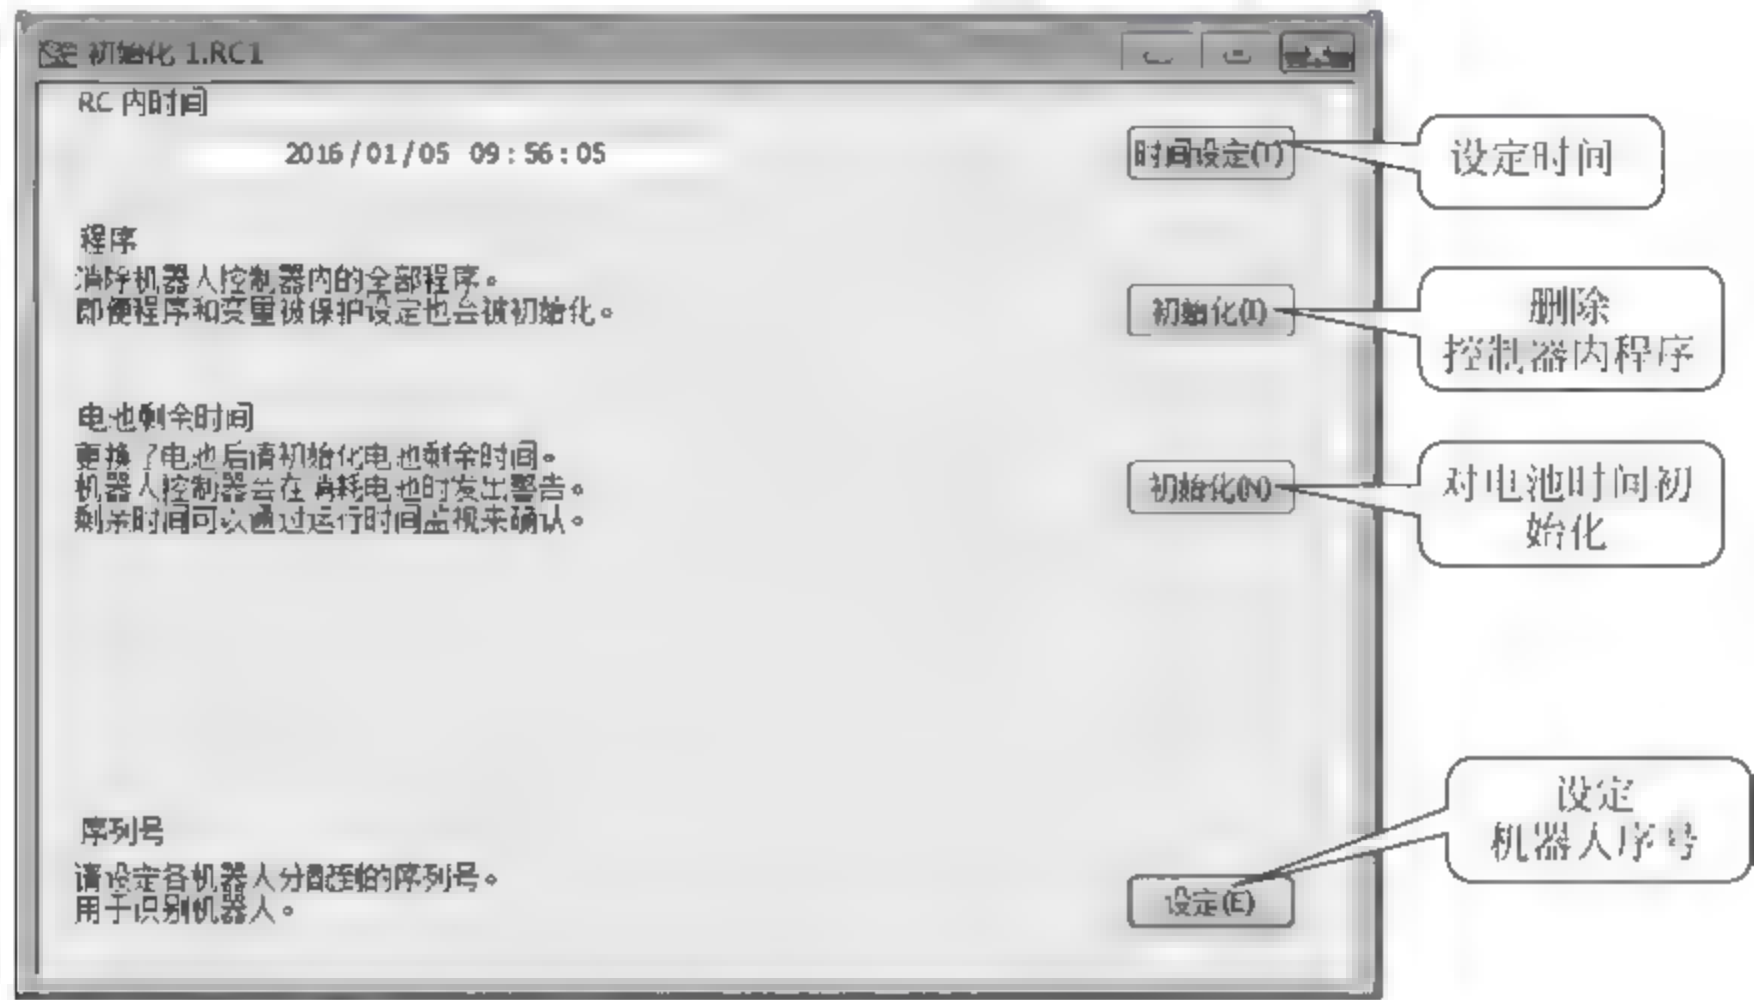 初始化 1.RC1
RC 内时间
2016/01/05 09:56:05
时间设定(T)
设定时间
程序
消除机器人控制器内的全部程序。
即便程序和变量被保护设定也会被初始化。
初始化(I)
删除
控制器内程序
电池剩余时间
更换了电池后请初始化电池剩余时间。
机器人控制器会在消耗电池时发出警告。
剩余时间可以通过运行时间监视来确认。
初始化(N)
对电池时间初
始化
序列号
请设定各机器人分配到的序列号。
用于识别机器人。
设定(E)
设定
机器人序号